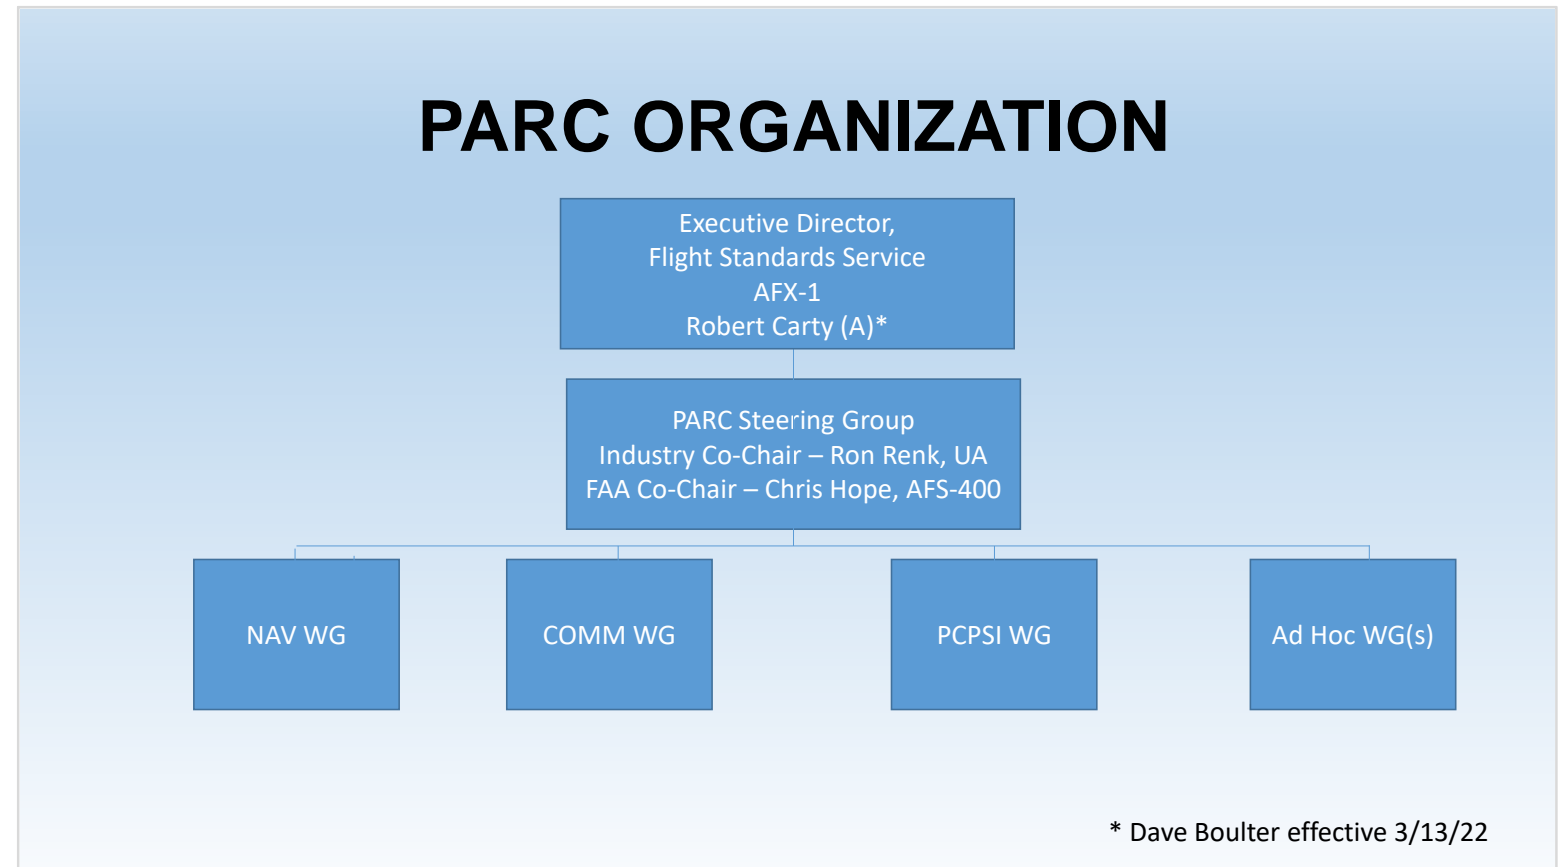 PARC ORGANIZATION
Executive Director,
Flight Standards Service
AFX-1
Robert Carty (A)*
PARC Steering Group
Industry Co-Chair – Ron Renk, UA
FAA Co-Chair – Chris Hope, AFS-400
NAV WG
COMM WG
PCPSI WG
Ad Hoc WG(s)
* Dave Boulter effective 3/13/22